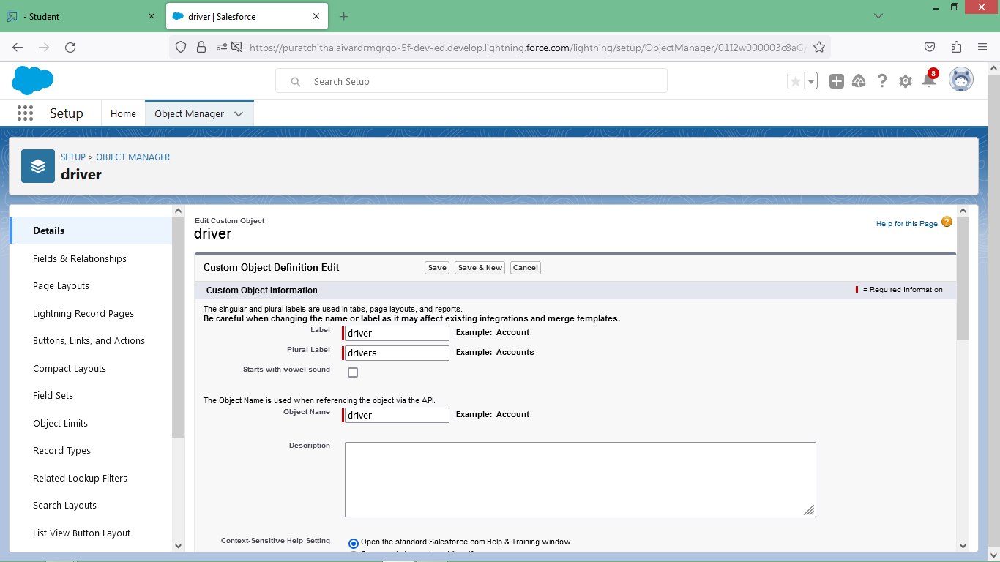 - Student
driver | Salesforce
https://puratchithalaivardrmgrgo-5f-dev-ed.develop.lightning.force.com/lightning/setup/ObjectManager/01I2w000003c8aG/
Search Setup
8
Setup
Home
Object Manager
SETUP > OBJECT MANAGER
driver
Details
Fields & Relationships
Page Layouts
Lightning Record Pages
Buttons, Links, and Actions
Compact Layouts
Field Sets
Object Limits
Record Types
Related Lookup Filters
Search Layouts
List View Button Layout
Edit Custom Object
driver
Help for this Page ?
Custom Object Definition Edit
Save
Save & New
Cancel
Custom Object Information
= Required Information
The singular and plural labels are used in tabs, page layouts, and reports.
Be careful when changing the name or label as it may affect existing integrations and merge templates.
Label driver Example: Account
Plural Label drivers Example: Accounts
Starts with vowel sound
The Object Name is used when referencing the object via the API.
Object Name driver Example: Account
Description
Context-Sensitive Help Setting Open the standard Salesforce.com Help & Training window